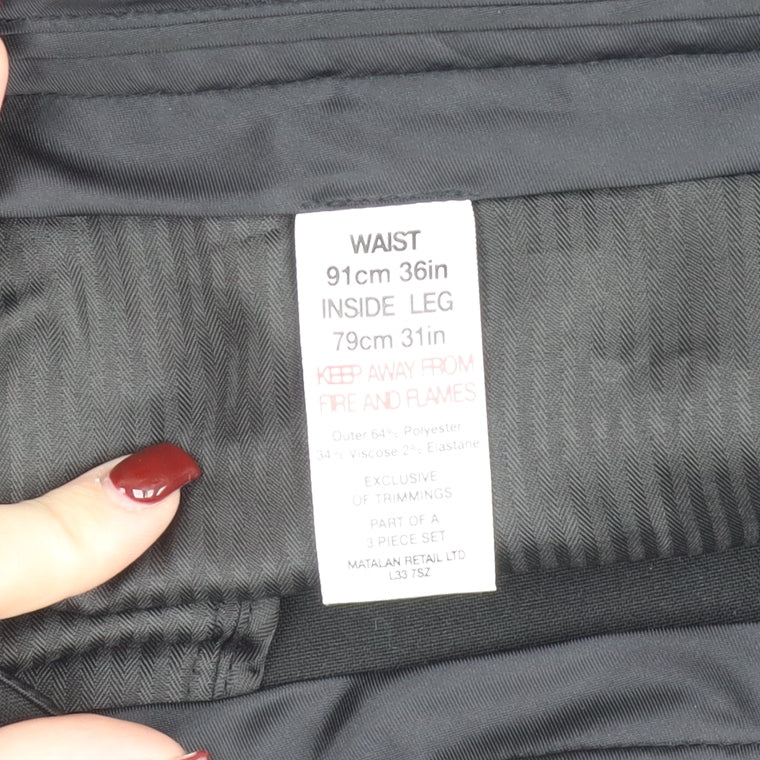 WAIST
91cm 36in
INSIDE LEG
79cm 31in
KEEP AWAY FROM
FIRE AND FLAMES
Outer 64% Polyester
34% Viscose 2% Elastane
EXCLUSIVE
OF TRIMMINGS
PART OF A
3 PIECE SET
MATALAN RETAIL LTD
L33 7SZ